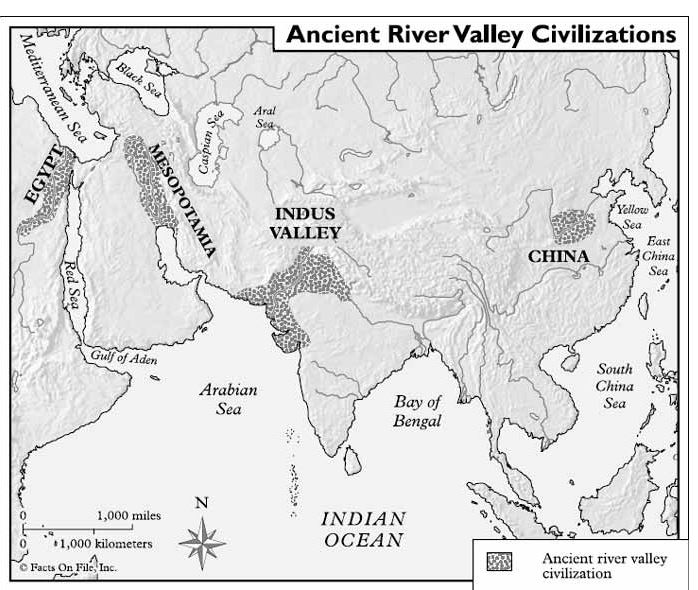 Ancient River Valley Civilizations
Mediterranean Sea
Black Sea
Caspian Sea
Aral
Sea
EGYPT
MESOPOTAMIA
INDUS
VALLEY
CHINA
Yellow
Sea
East
China
Sea
Red Sea
Gulf of Aden
Arabian
Sea
Bay of
Bengal
South
China
Sea
N
INDIAN
OCEAN
0
1,000 miles
0
1,000 kilometers
© Facts On File, Inc.
Ancient river valley
civilization